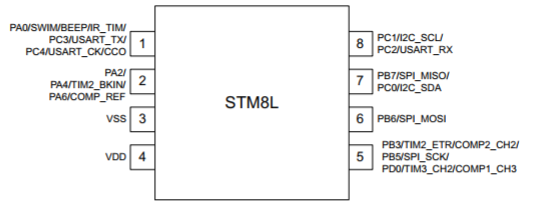 PA0/SWIM/BEEP/IR_TIM/
PC3/USART_TX/
PC4/USART_CK/CCO
1
PA2/
PA4/TIM2_BKIN/
PA6/COMP_REF
2
VSS
3
VDD
4
STM8L
8
PC1/I2C_SCL/
PC2/USART_RX
7
PB7/SPI_MISO/
PC0/I2C_SDA
6
PB6/SPI_MOSI
5
PB3/TIM2_ETR/COMP2_CH2/
PB5/SPI_SCK/
PD0/TIM3_CH2/COMP1_CH3